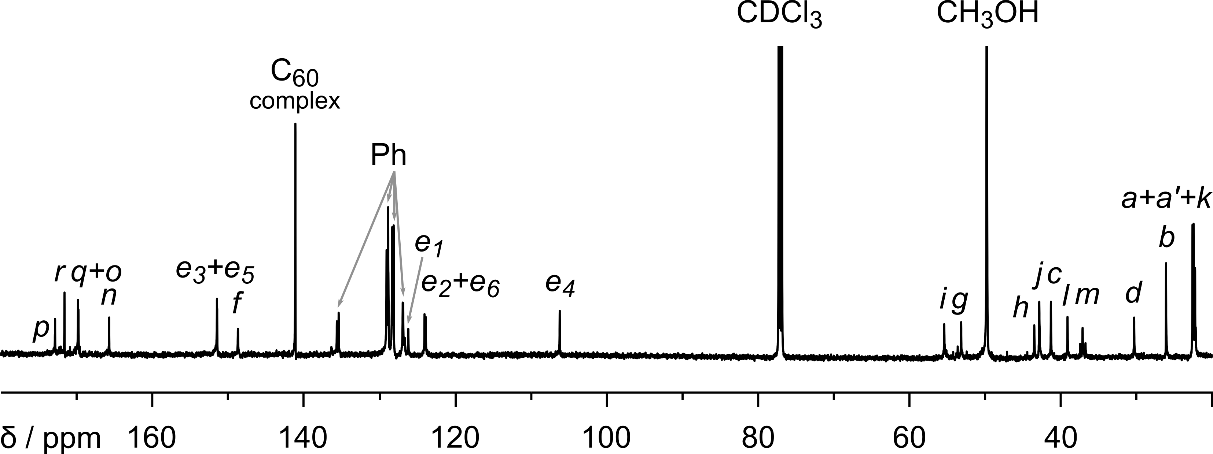 CDCl₃ CH₃OH
C₆₀
complex
Ph
a+a'+k
r q+o e₃+e₅ e₁ b
p n f e₂+e₆ e₄ i g h j c l m d
δ / ppm 160 140 120 100 80 60 40